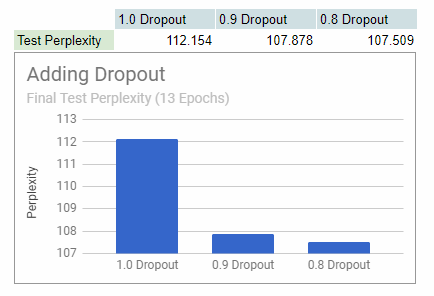 1.0 Dropout 0.9 Dropout 0.8 Dropout
Test Perplexity 112.154 107.878 107.509
Adding Dropout
Final Test Perplexity (13 Epochs)
113
112
111
110
109
108
107
Perplexity
1.0 Dropout 0.9 Dropout 0.8 Dropout